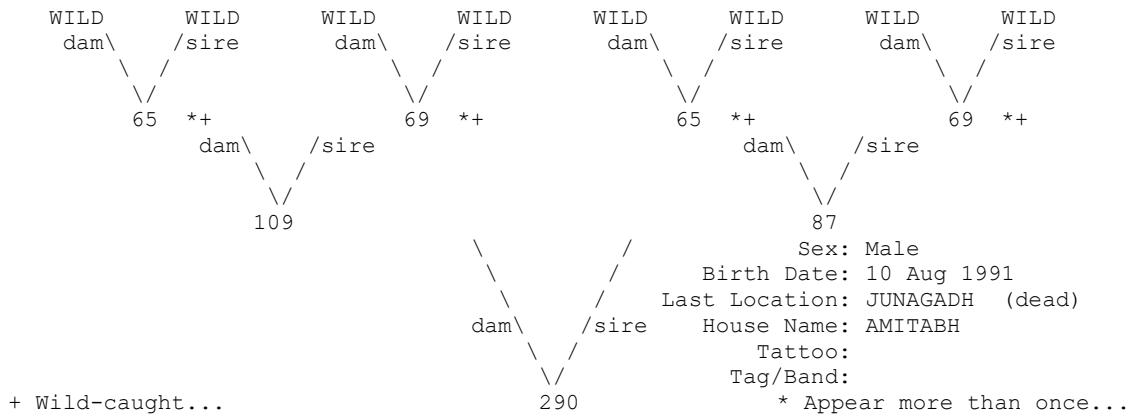 WILD WILD WILD WILD WILD WILD WILD WILD
dam\ /sire dam\ /sire dam\ /sire dam\ /sire
\ / \ / \ / \ /
\/ \/ \/ \/
65 *+ 69 *+ 65 *+ 69 *+
dam\ /sire dam\ /sire
\ / \ /
\/ \/
109 87
\ / Sex: Male
\ / Birth Date: 10 Aug 1991
\ / Last Location: JUNAGADH (dead)
dam\ /sire House Name: AMITABH
\ / Tattoo:
\/ Tag/Band:
+ Wild-caught... 290 * Appear more than once...